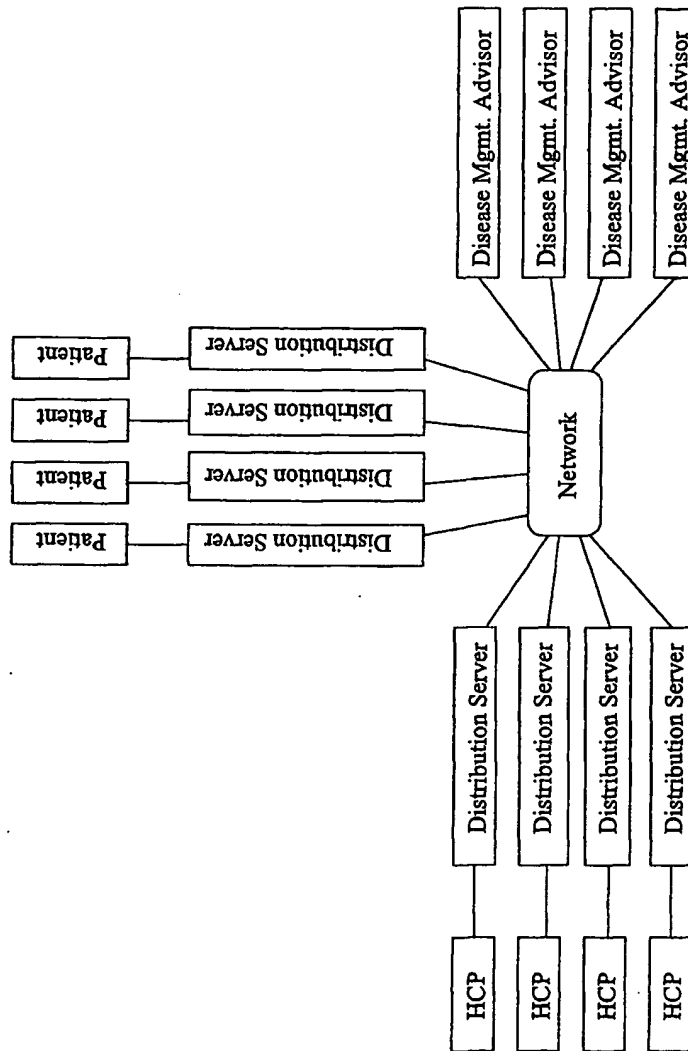 Patient
Distribution Server
Patient
Distribution Server
Patient
Distribution Server
Patient
Distribution Server
Disease Mgmt. Advisor
Disease Mgmt. Advisor
Disease Mgmt. Advisor
Disease Mgmt. Advisor
Network
Distribution Server
Distribution Server
Distribution Server
Distribution Server
HCP
HCP
HCP
HCP